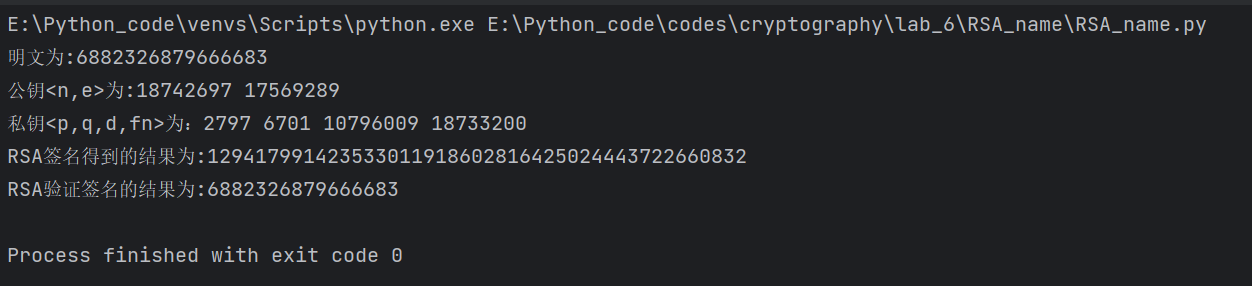 E:\Python_code\venvs\Scripts\python.exe E:\Python_code\codes\cryptography\lab_6\RSA_name\RSA_name.py
明文为:6882326879666683
公钥<n,e>为:18742697 17569289
私钥<p,q,d,fn>为：2797 6701 10796009 18733200
RSA签名得到的结果为:129417991423533011918602816425024443722660832
RSA验证签名的结果为:6882326879666683
Process finished with exit code 0